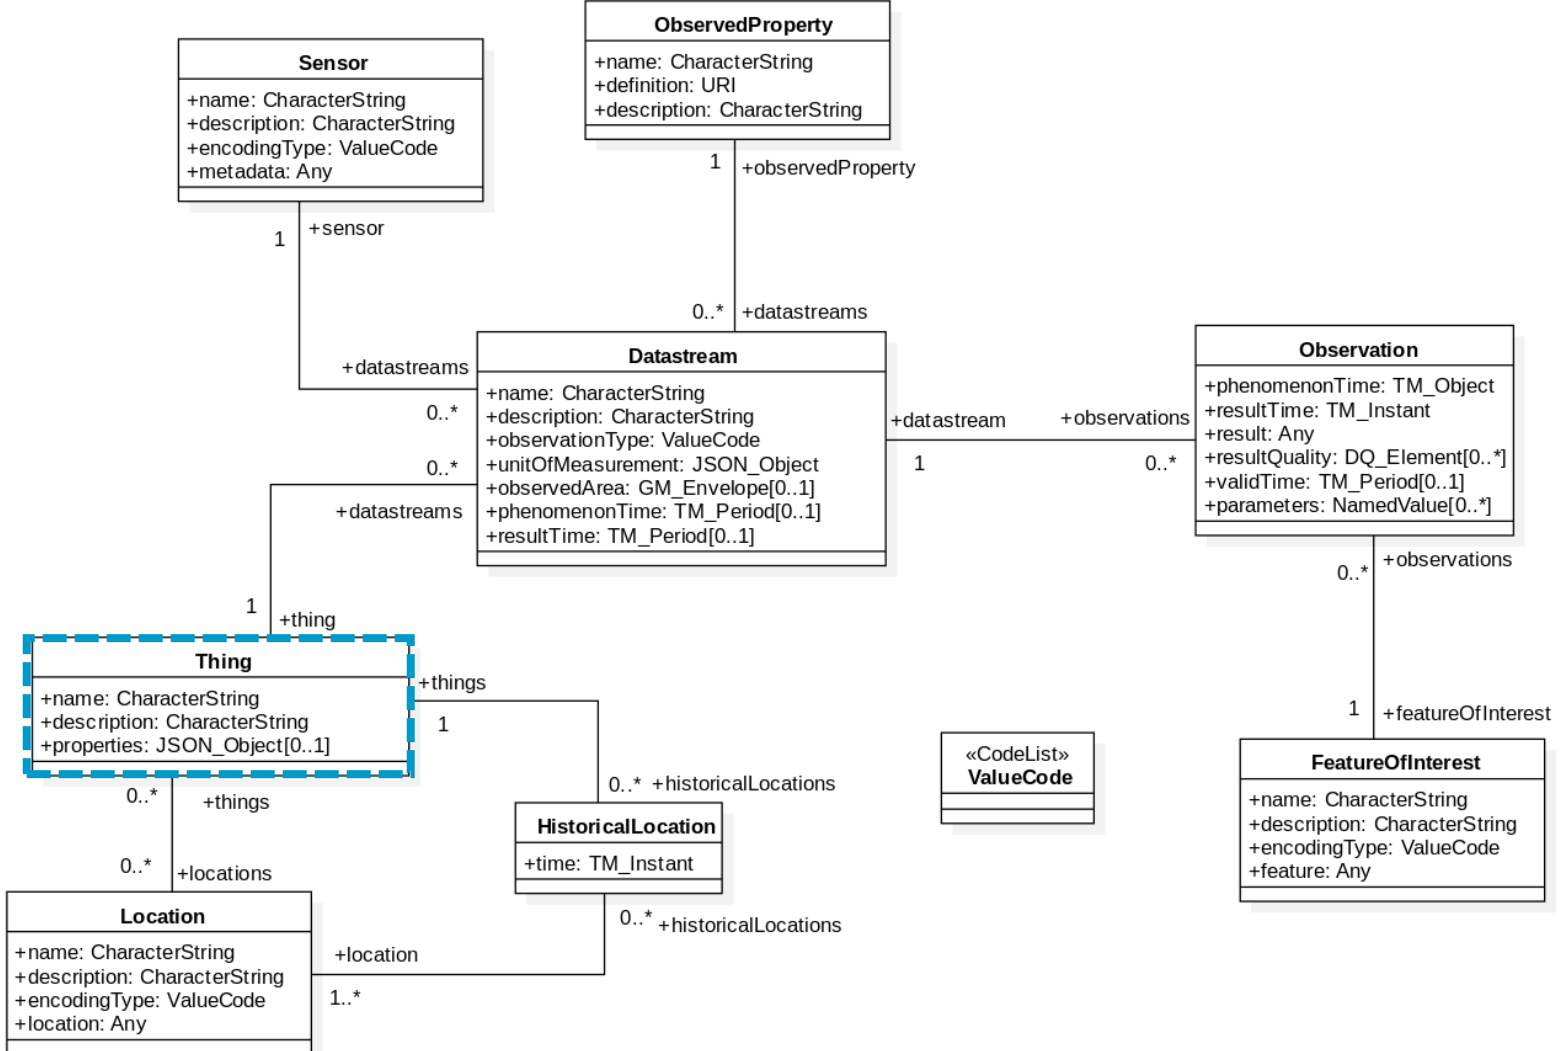 ObservedProperty
+name: CharacterString
+definition: URI
+description: CharacterString
Sensor
+name: CharacterString
+description: CharacterString
+encodingType: ValueCode
+metadata: Any
1
+observedProperty
1
+sensor
0..*
+datastreams
+datastreams
0..*
Datastream
+name: CharacterString
+description: CharacterString
+observationType: ValueCode
+unitOfMeasurement: JSON_Object
+observedArea: GM_Envelope[0..1]
+phenomenonTime: TM_Period[0..1]
+resultTime: TM_Period[0..1]
+datastream
1
+observations
0..*
Observation
+phenomenonTime: TM_Object
+resultTime: TM_Instant
+result: Any
+resultQuality: DQ_Element[0..*]
+validTime: TM_Period[0..1]
+parameters: NamedValue[0..*]
0..*
+datastreams
+observations
0..*
1
+thing
Thing
+name: CharacterString
+description: CharacterString
+properties: JSON_Object[0..1]
+things
1
1
+featureOfInterest
FeatureOfInterest
+name: CharacterString
+description: CharacterString
+encodingType: ValueCode
+feature: Any
«CodeList»
ValueCode
0..*
+historicalLocations
HistoricalLocation
+time: TM_Instant
0..*
+historicalLocations
0..*
+things
0..*
+locations
Location
+name: CharacterString
+description: CharacterString
+encodingType: ValueCode
+location: Any
+location
1..*